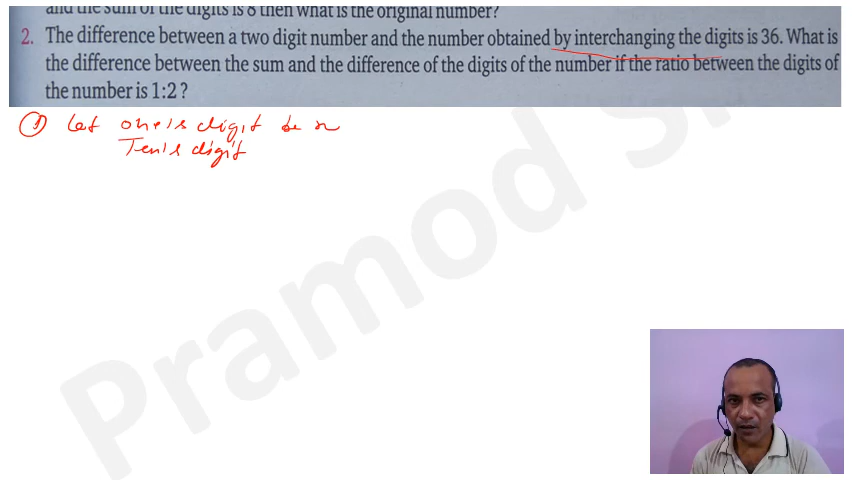 and the sum of the digits is 8 then what is the original number?
2. The difference between a two digit number and the number obtained by interchanging the digits is 36. What is
the difference between the sum and the difference of the digits of the number if the ratio between the digits of
the number is 1:2?
① Let one's digit be x
Ten's digit
Pramod S